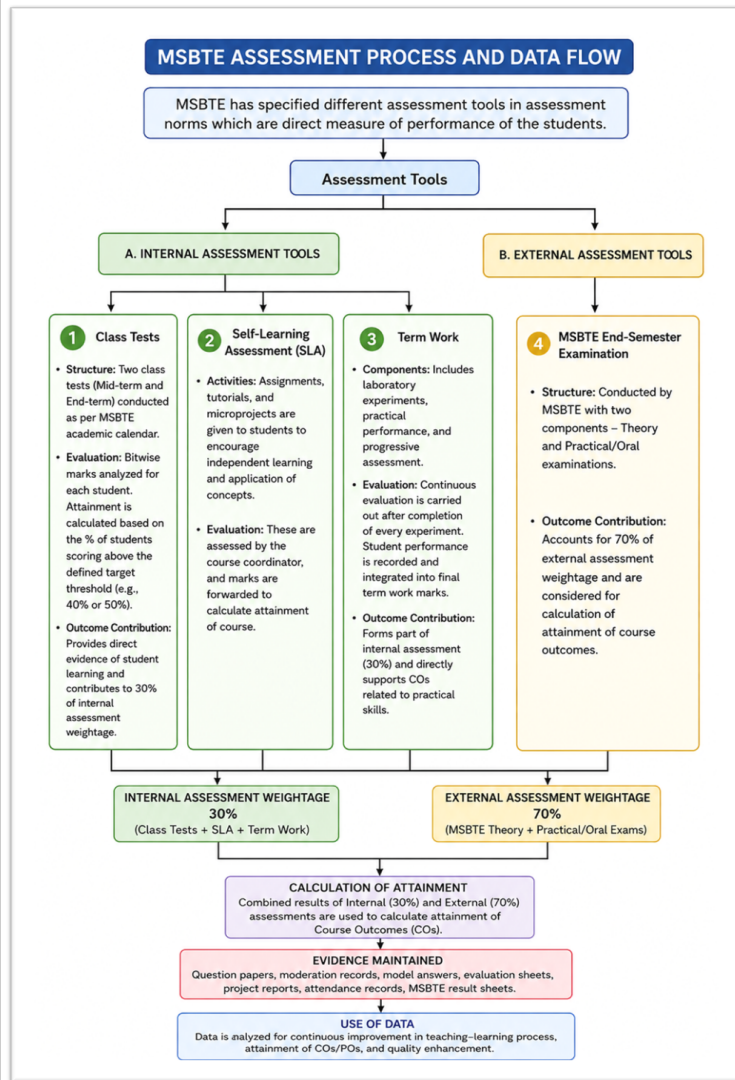 MSBTE ASSESSMENT PROCESS AND DATA FLOW
MSBTE has specified different assessment tools in assessment
norms which are direct measure of performance of the students.
Assessment Tools
A. INTERNAL ASSESSMENT TOOLS
B. EXTERNAL ASSESSMENT TOOLS
1 Class Tests
• Structure: Two class
tests (Mid-term and
End-term) conducted
as per MSBTE
academic calendar.
• Evaluation: Bitwise
marks analyzed for
each student.
Attainment is
calculated based on
the % of students
scoring above the
defined target
threshold (e.g.,
40% or 50%).
• Outcome Contribution:
Provides direct
evidence of student
learning and
contributes to 30%
of internal
assessment
weightage.
2 Self-Learning
Assessment (SLA)
• Activities: Assignments,
tutorials, and
microprojects are
given to students to
encourage
independent learning
and application of
concepts.
• Evaluation: These are
assessed by the
course coordinator,
and marks are
forwarded to
calculate attainment
of course.
3 Term Work
• Components: Includes
laboratory
experiments,
practical
performance, and
progressive
assessment.
• Evaluation: Continuous
evaluation is carried
out after completion
of every experiment.
Student performance
is recorded and
integrated into final
term work marks.
• Outcome Contribution:
Forms part of
internal assessment
(30%) and directly
supports COs
related to practical
skills.
4 MSBTE End-Semester
Examination
• Structure: Conducted by
MSBTE with two
components – Theory
and Practical/Oral
examinations.
• Outcome Contribution:
Accounts for 70% of
external assessment
weightage and are
considered for
calculation of
attainment of course
outcomes.
INTERNAL ASSESSMENT WEIGHTAGE
30%
(Class Tests + SLA + Term Work)
EXTERNAL ASSESSMENT WEIGHTAGE
70%
(MSBTE Theory + Practical/Oral Exams)
CALCULATION OF ATTAINMENT
Combined results of Internal (30%) and External (70%)
assessments are used to calculate attainment of
Course Outcomes (COs).
EVIDENCE MAINTAINED
Question papers, moderation records, model answers, evaluation sheets,
project reports, attendance records, MSBTE result sheets.
USE OF DATA
Data is analyzed for continuous improvement in teaching–learning process,
attainment of COs/POs, and quality enhancement.